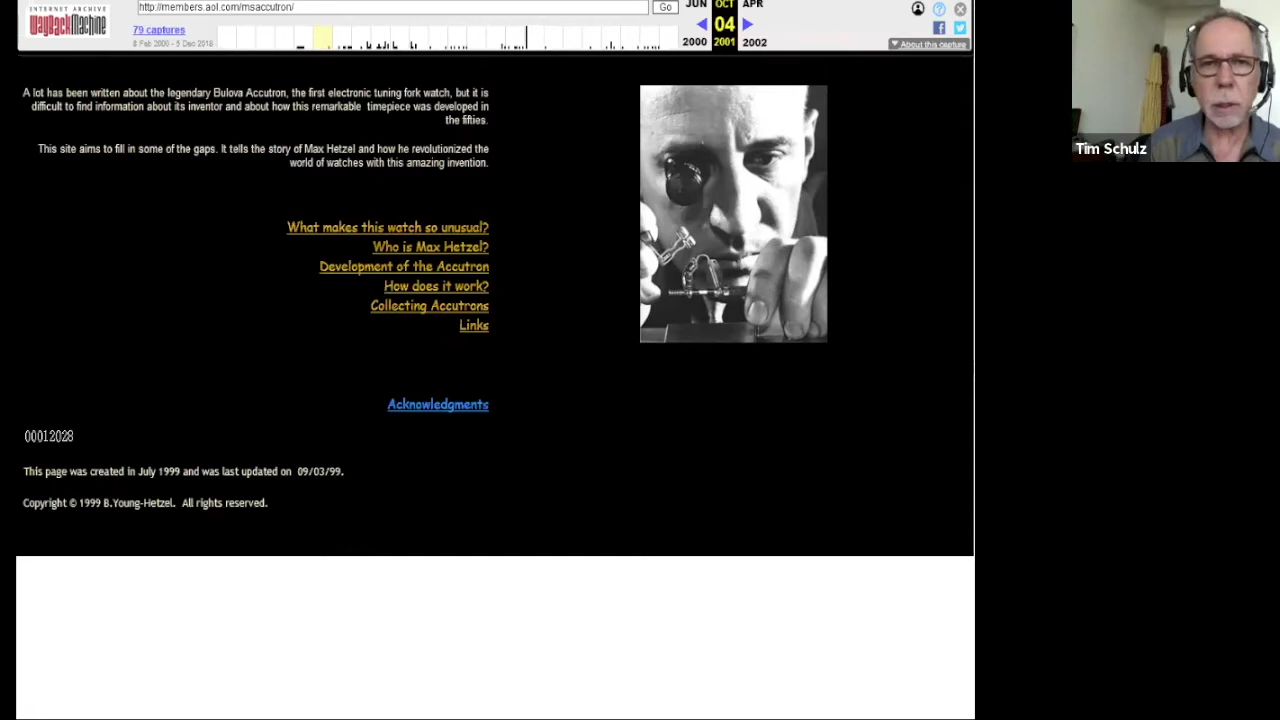 INTERNET ARCHIVE
WayBackMachine
http://members.aol.com/msaccutron/
Go
79 captures
8 Feb 2000 - 5 Dec 2018
JUN OCT APR
04
2000 2001 2002
About this capture
Tim Schulz
A lot has been written about the legendary Bulova Accutron, the first electronic tuning fork watch, but it is
difficult to find information about its inventor and about how this remarkable timepiece was developed in
the fifties.
This site aims to fill in some of the gaps. It tells the story of Max Hetzel and how he revolutionized the
world of watches with this amazing invention.
What makes this watch so unusual?
Who is Max Hetzel?
Development of the Accutron
How does it work?
Collecting Accutrons
Links
Acknowledgments
00012028
This page was created in July 1999 and was last updated on 09/03/99.
Copyright © 1999 B.Young-Hetzel. All rights reserved.